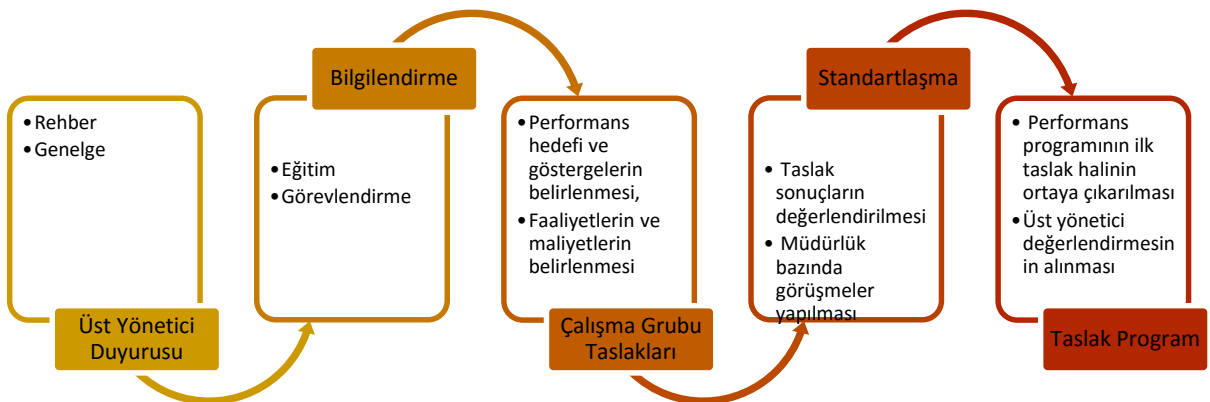 • Rehber
• Genelge
Üst Yönetici
Duyurusu
Bilgilendirme
• Eğitim
• Görevlendirme
• Performans
hedefi ve
göstergelerin
belirlenmesi,
• Faaliyetlerin ve
maliyetlerin
belirlenmesi
Çalışma Grubu
Taslakları
Standartlaşma
• Taslak
sonuçların
değerlendirilmesi
• Müdürlük
bazında
görüşmeler
yapılması
• Performans
programının ilk
taslak halinin
ortaya çıkarılması
• Üst yönetici
değerlendirmesin
in alınması
Taslak Program